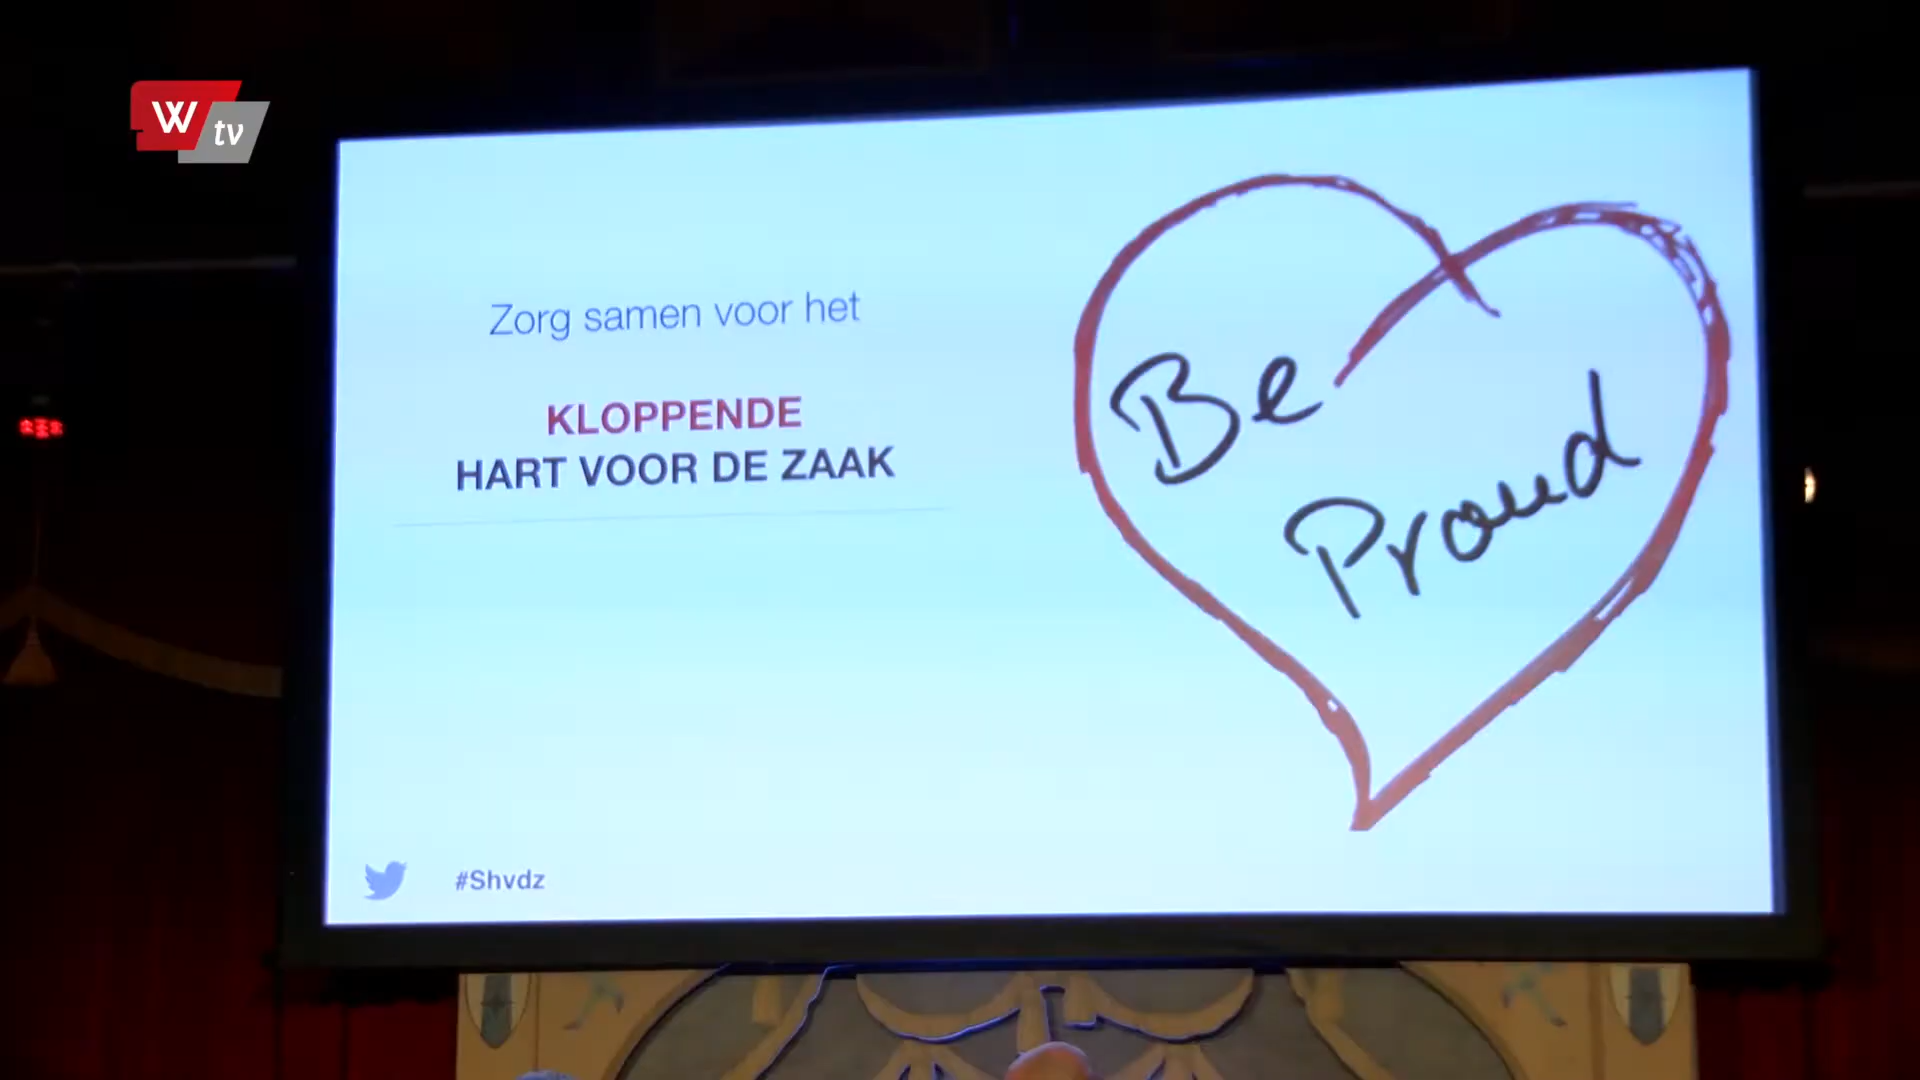 W tv
Zorg samen voor het
KLOPPENDE
HART VOOR DE ZAAK
Be
Proud
#Shvdz